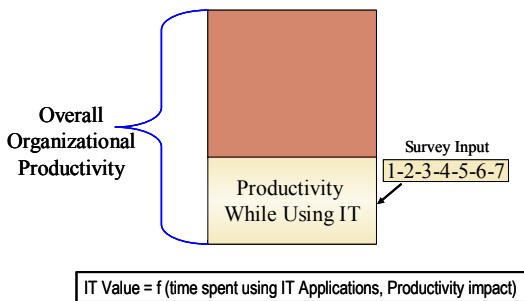 Overall
Organizational
Productivity
Survey Input
1-2-3-4-5-6-7
Productivity
While Using IT
IT Value = f (time spent using IT Applications, Productivity impact)